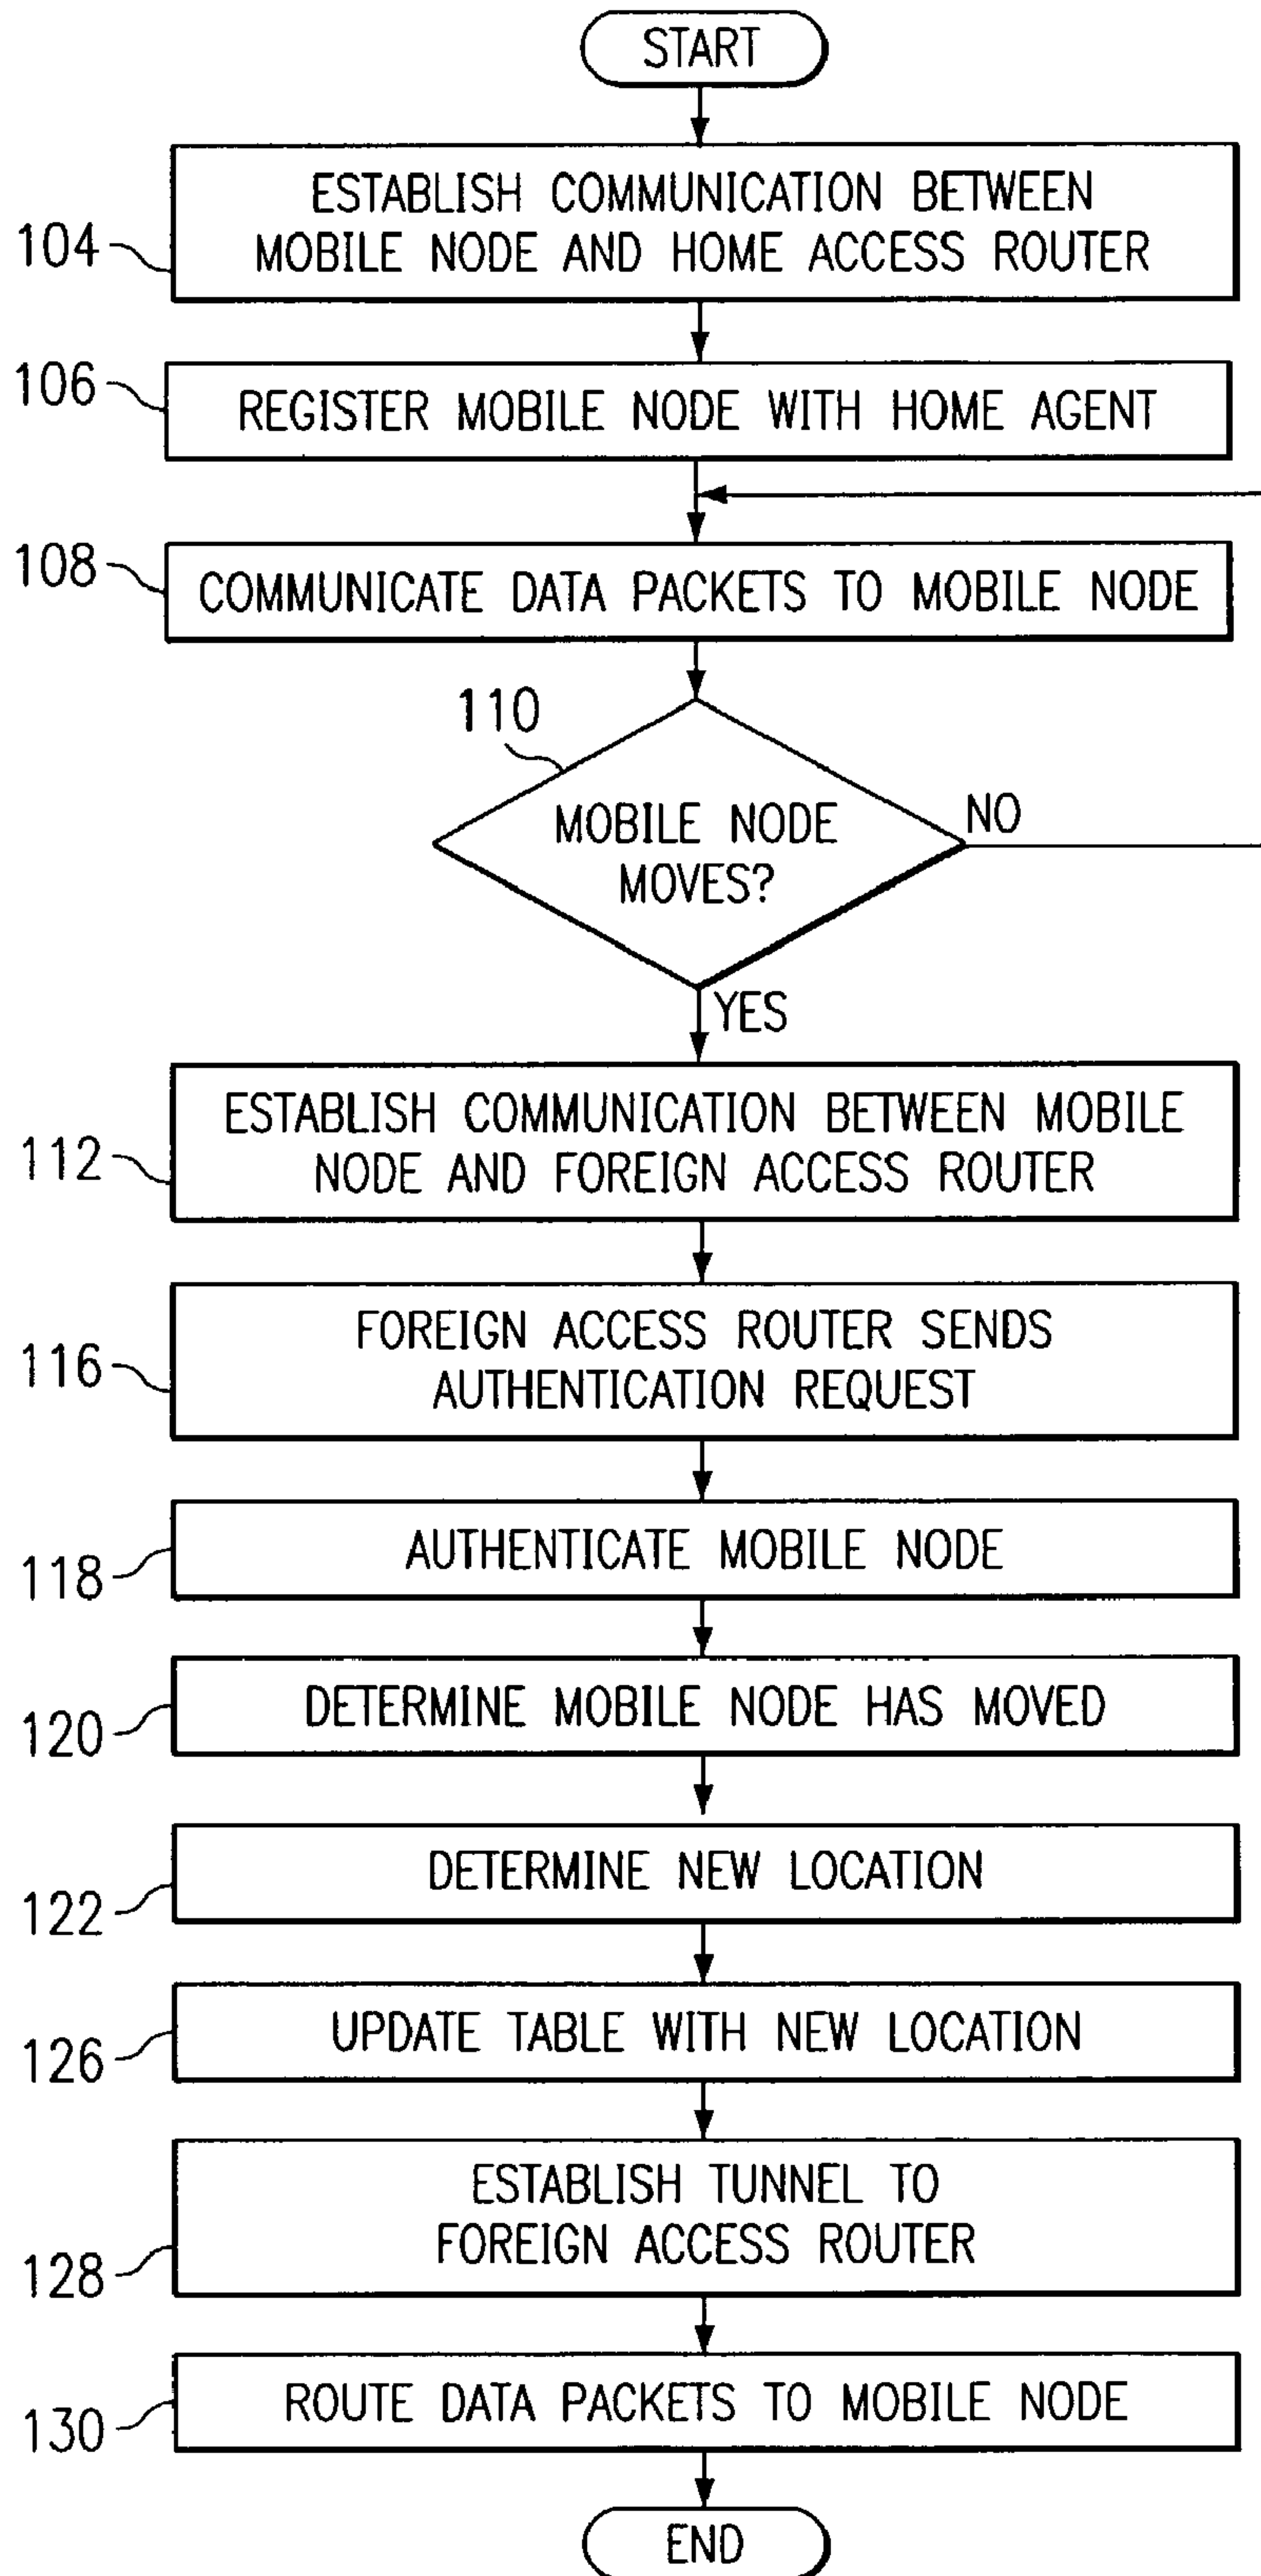 START
104
ESTABLISH COMMUNICATION BETWEEN
MOBILE NODE AND HOME ACCESS ROUTER
106
REGISTER MOBILE NODE WITH HOME AGENT
108
COMMUNICATE DATA PACKETS TO MOBILE NODE
110
MOBILE NODE
MOVES?
NO
YES
112
ESTABLISH COMMUNICATION BETWEEN MOBILE
NODE AND FOREIGN ACCESS ROUTER
116
FOREIGN ACCESS ROUTER SENDS
AUTHENTICATION REQUEST
118
AUTHENTICATE MOBILE NODE
120
DETERMINE MOBILE NODE HAS MOVED
122
DETERMINE NEW LOCATION
126
UPDATE TABLE WITH NEW LOCATION
128
ESTABLISH TUNNEL TO
FOREIGN ACCESS ROUTER
130
ROUTE DATA PACKETS TO MOBILE NODE
END